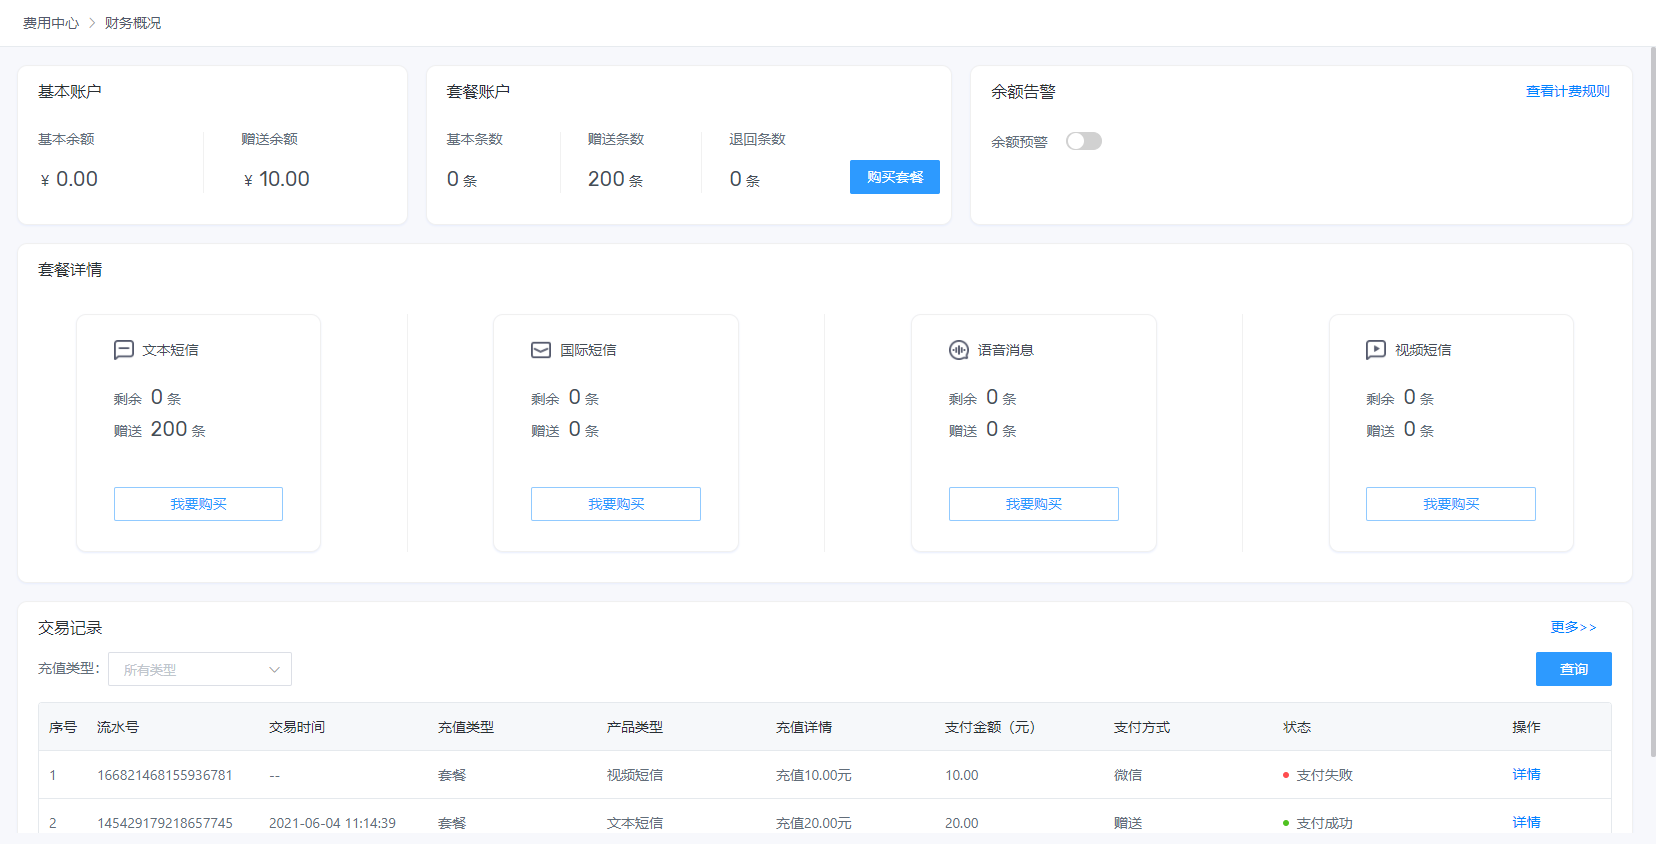 费用中心 > 财务概况
基本账户
基本余额 赠送余额
¥ 0.00 ¥ 10.00
套餐账户
基本条数 赠送条数 退回条数
0 条 200 条 0 条 购买套餐
余额告警 查看计费规则
余额预警
套餐详情
文本短信
剩余 0 条
赠送 200 条
我要购买
国际短信
剩余 0 条
赠送 0 条
我要购买
语音消息
剩余 0 条
赠送 0 条
我要购买
视频短信
剩余 0 条
赠送 0 条
我要购买
交易记录 更多>>
充值类型: 所有类型 查询
序号 流水号 交易时间 充值类型 产品类型 充值详情 支付金额（元） 支付方式 状态 操作
1 166821468155936781 -- 套餐 视频短信 充值10.00元 10.00 微信 支付失败 详情
2 145429179218657745 2021-06-04 11:14:39 套餐 文本短信 充值20.00元 20.00 赠送 支付成功 详情